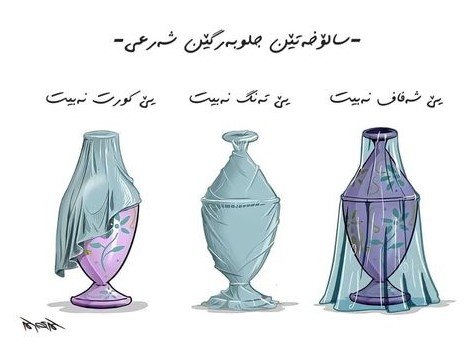 -سالۆخەتێن جلوبەرگێن شەرعی-
یێ شەفاف نەبیت
یێ تەنگ نەبیت
یێ کورت نەبیت